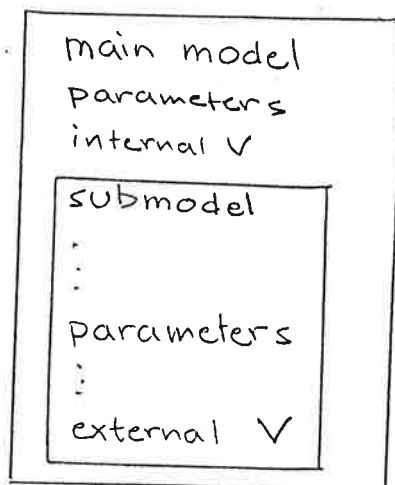 main model
parameters
internal V
submodel
⋮
parameters
⋮
external V